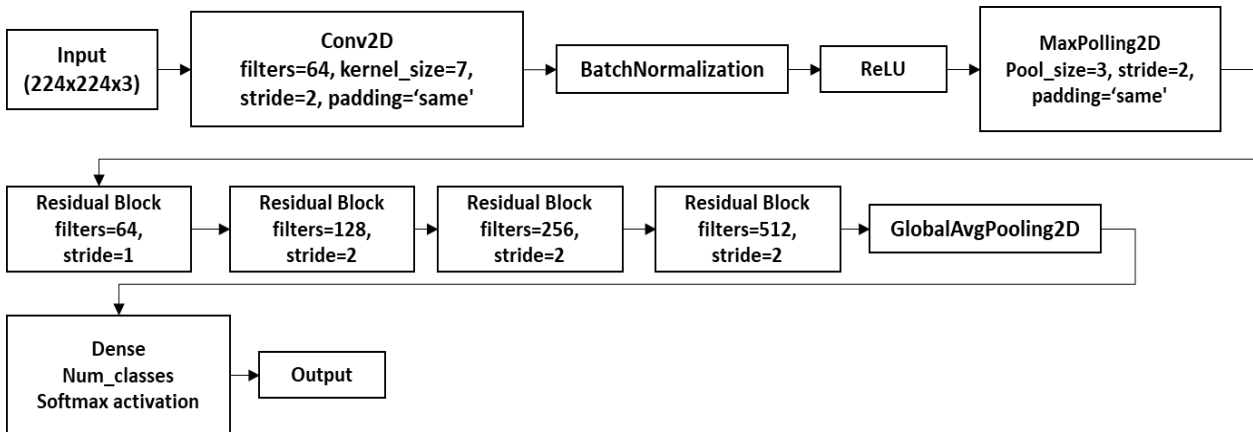 Input
(224x224x3)
Conv2D
filters=64, kernel_size=7,
stride=2, padding=‘same'
BatchNormalization
ReLU
MaxPolling2D
Pool_size=3, stride=2,
padding=‘same'
Residual Block
filters=64,
stride=1
Residual Block
filters=128,
stride=2
Residual Block
filters=256,
stride=2
Residual Block
filters=512,
stride=2
GlobalAvgPooling2D
Dense
Num_classes
Softmax activation
Output